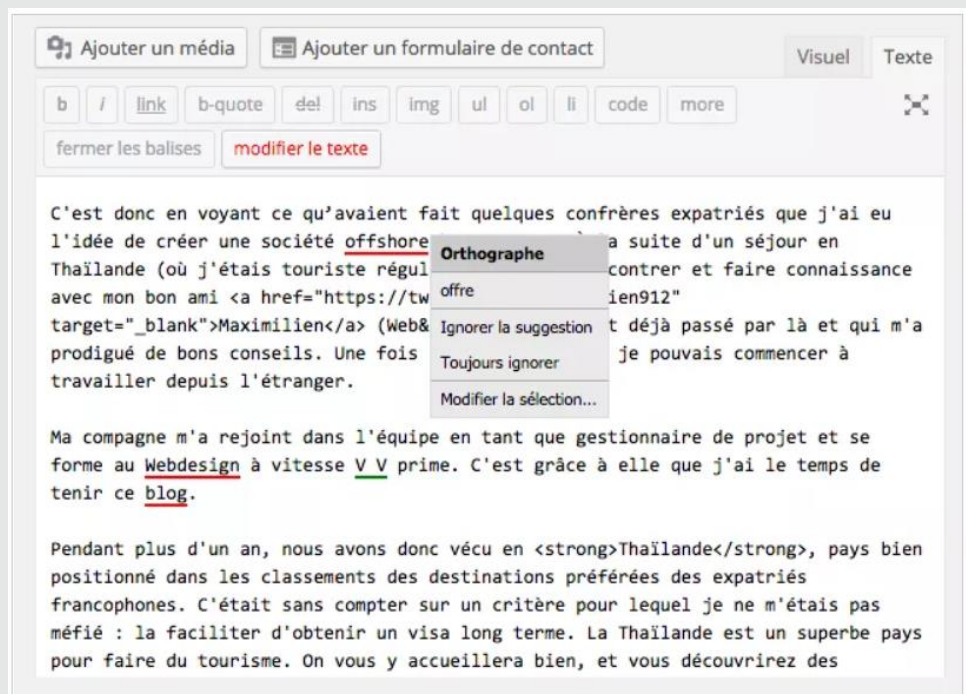 Ajouter un média
Ajouter un formulaire de contact
Visuel
Texte
b
i
link
b-quote
del
ins
img
ul
ol
li
code
more
fermer les balises
modifier le texte
C'est donc en voyant ce qu’avaient fait quelques confrères expatriés que j'ai eu
l'idée de créer une société offshore a suite d'un séjour en
Thaïlande (où j'étais touriste régul contrer et faire connaissance
avec mon bon ami <a href="https://tw ien912"
target="_blank">Maximilien</a> (Web& t déjà passé par là et qui m'a
prodigué de bons conseils. Une fois je pouvais commencer à
travailler depuis l'étranger.
Orthographe
offre
Ignorer la suggestion
Toujours ignorer
Modifier la sélection...
Ma compagne m'a rejoint dans l'équipe en tant que gestionnaire de projet et se
forme au Webdesign à vitesse V V prime. C'est grâce à elle que j'ai le temps de
tenir ce blog.
Pendant plus d'un an, nous avons donc vécu en <strong>Thaïlande</strong>, pays bien
positionné dans les classements des destinations préférées des expatriés
francophones. C'était sans compter sur un critère pour lequel je ne m'étais pas
méfié : la faciliter d'obtenir un visa long terme. La Thaïlande est un superbe pays
pour faire du tourisme. On vous y accueillera bien, et vous découvrirez des